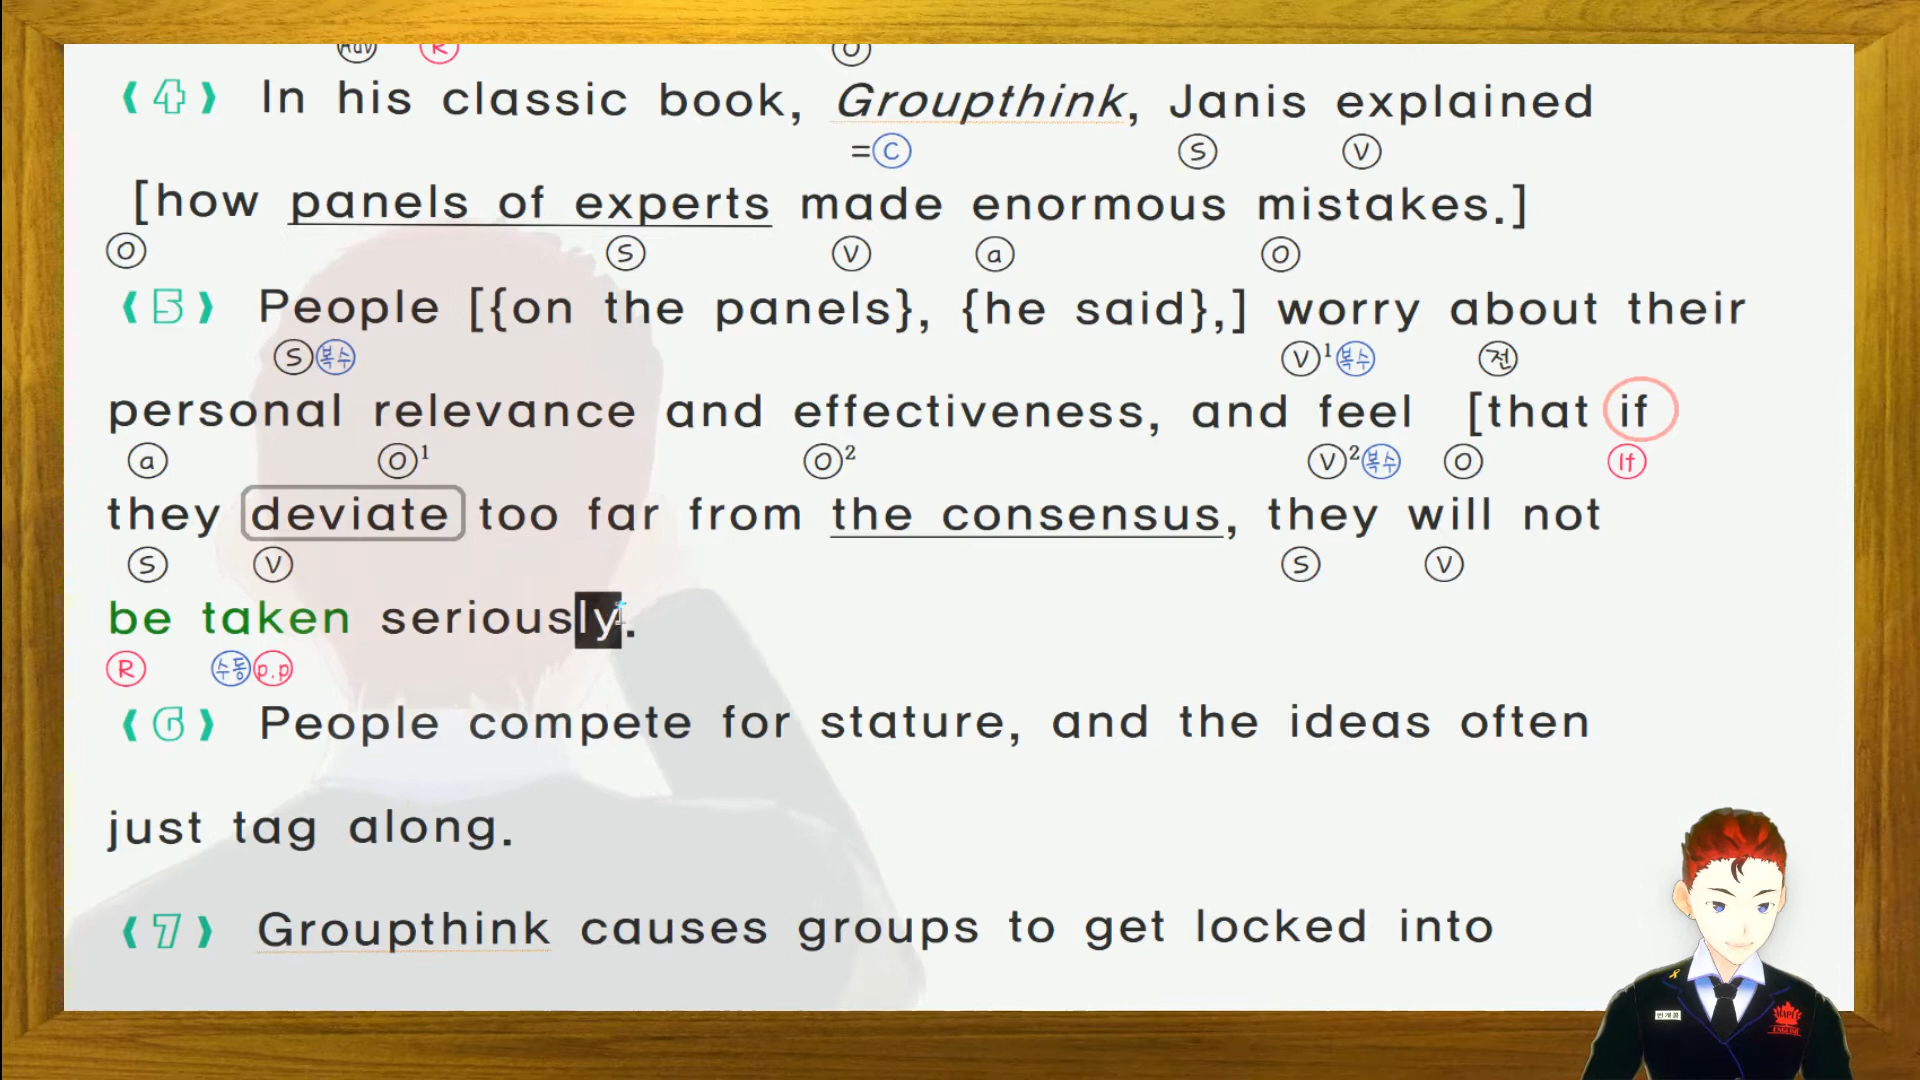 Adv R O
(4) In his classic book, Groupthink, Janis explained
=C S V
[how panels of experts made enormous mistakes.]
O S V a O
(5) People [{on the panels}, {he said},] worry about their
S 복수 V¹ 복수 전
personal relevance and effectiveness, and feel [that if
a O¹ O² V² 복수 O If
they deviate too far from the consensus, they will not
S V S V
be taken seriously.
R 수동 p.p
(6) People compete for stature, and the ideas often
just tag along.
(7) Groupthink causes groups to get locked into
MAPLE
ENGLISH